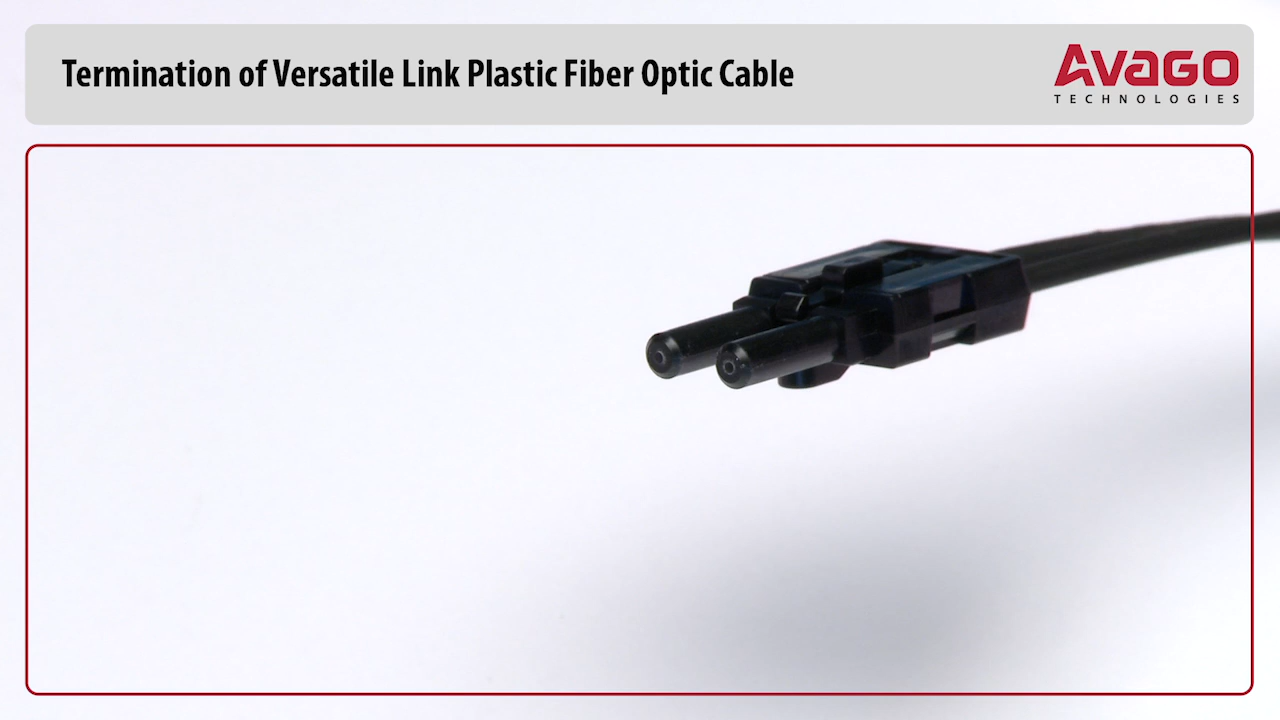 Termination of Versatile Link Plastic Fiber Optic Cable
AVAGO
TECHNOLOGIES